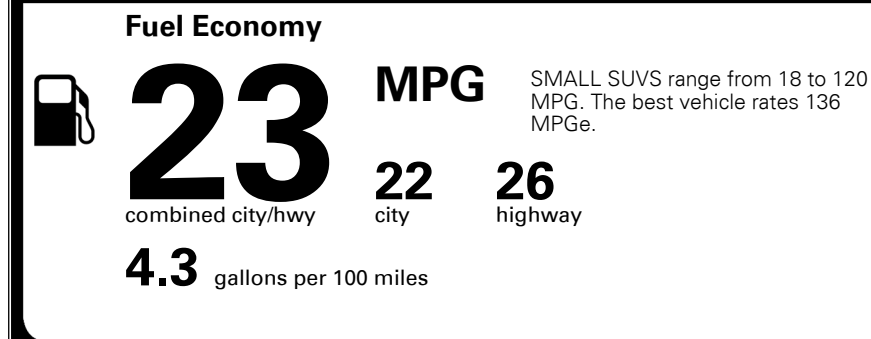 Fuel Economy
23
MPG
SMALL SUVS range from 18 to 120
MPG. The best vehicle rates 136
MPGe.
combined city/hwy
22
city
26
highway
4.3 gallons per 100 miles